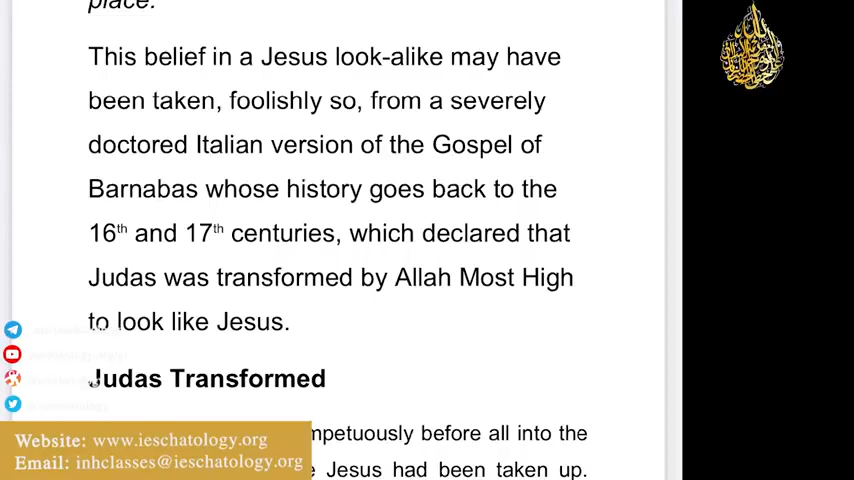 place.
This belief in a Jesus look-alike may have
been taken, foolishly so, from a severely
doctored Italian version of the Gospel of
Barnabas whose history goes back to the
16th and 17th centuries, which declared that
Judas was transformed by Allah Most High
to look like Jesus.
Judas Transformed
mpetuously before all into the
Jesus had been taken up.
Website: www.ieschatology.org
Email: inhclasses@ieschatology.org